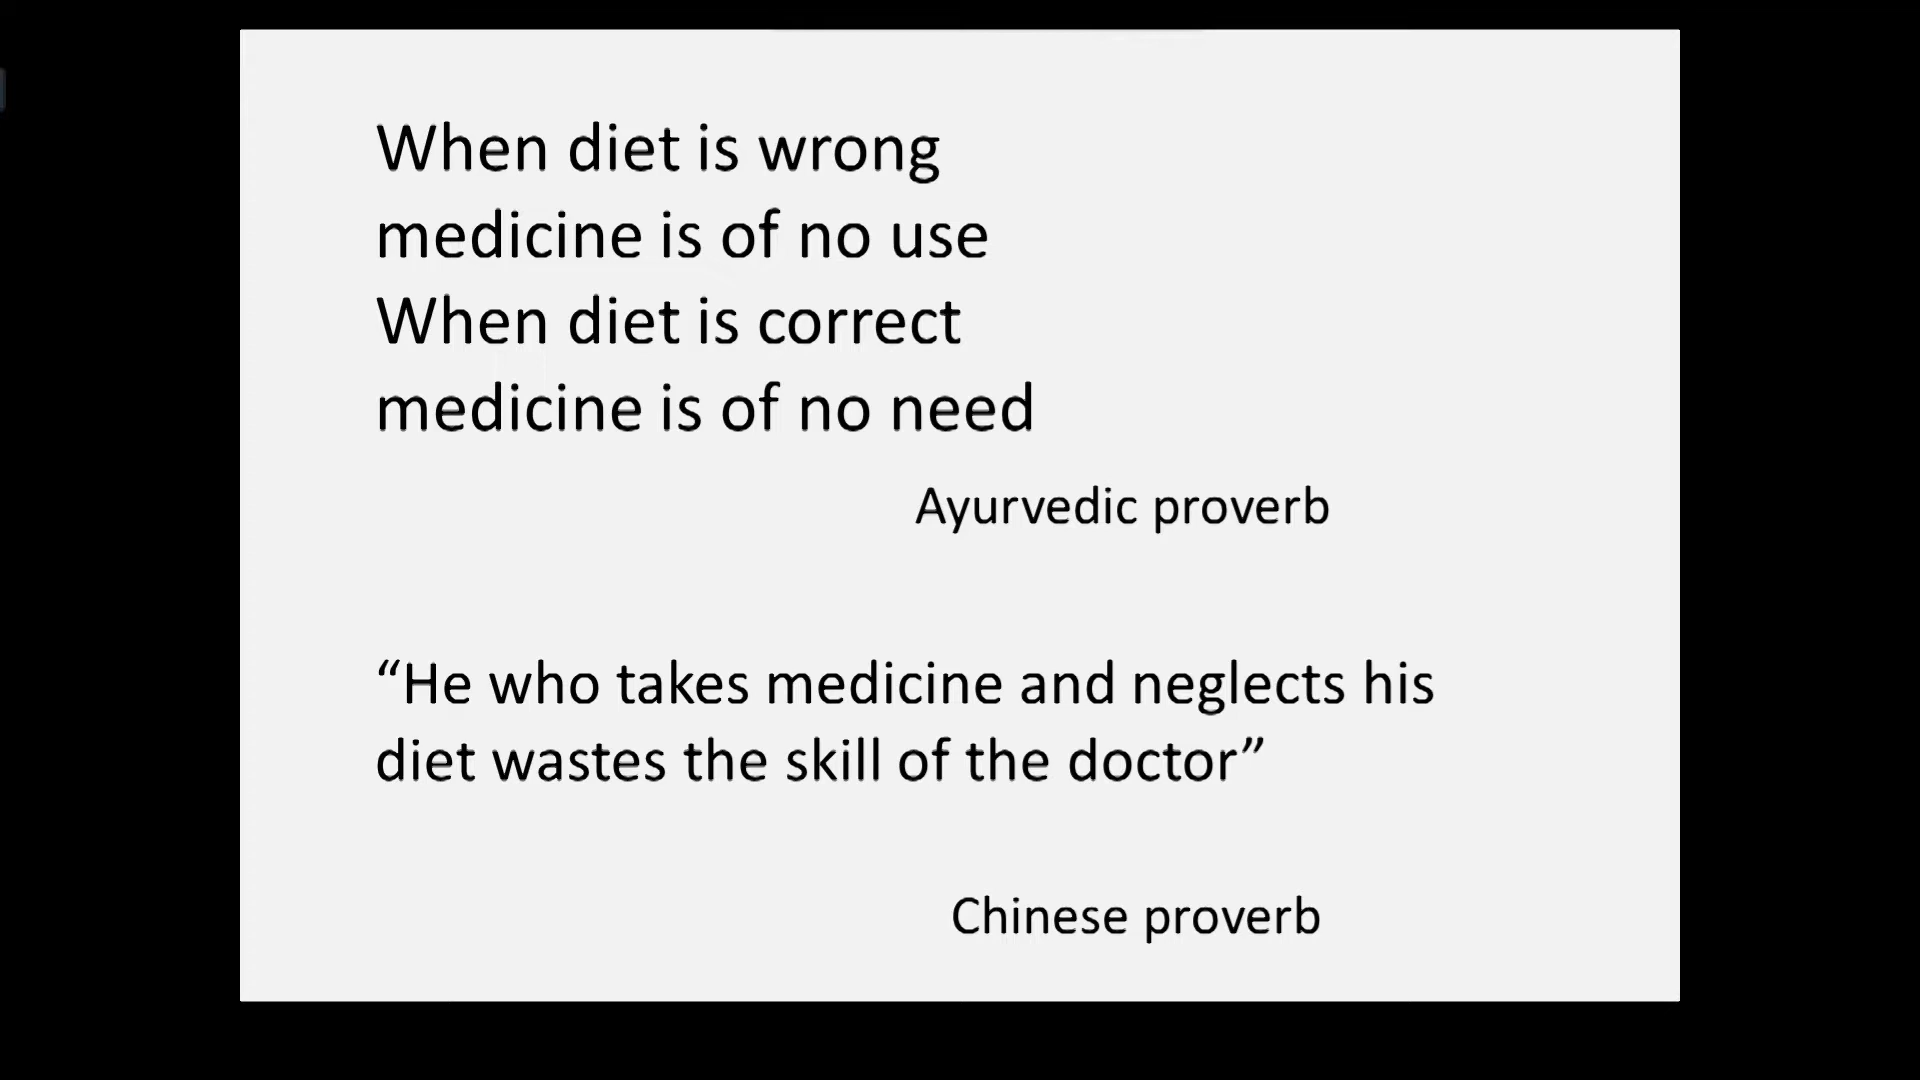 When diet is wrong
medicine is of no use
When diet is correct
medicine is of no need
Ayurvedic proverb
“He who takes medicine and neglects his
diet wastes the skill of the doctor”
Chinese proverb